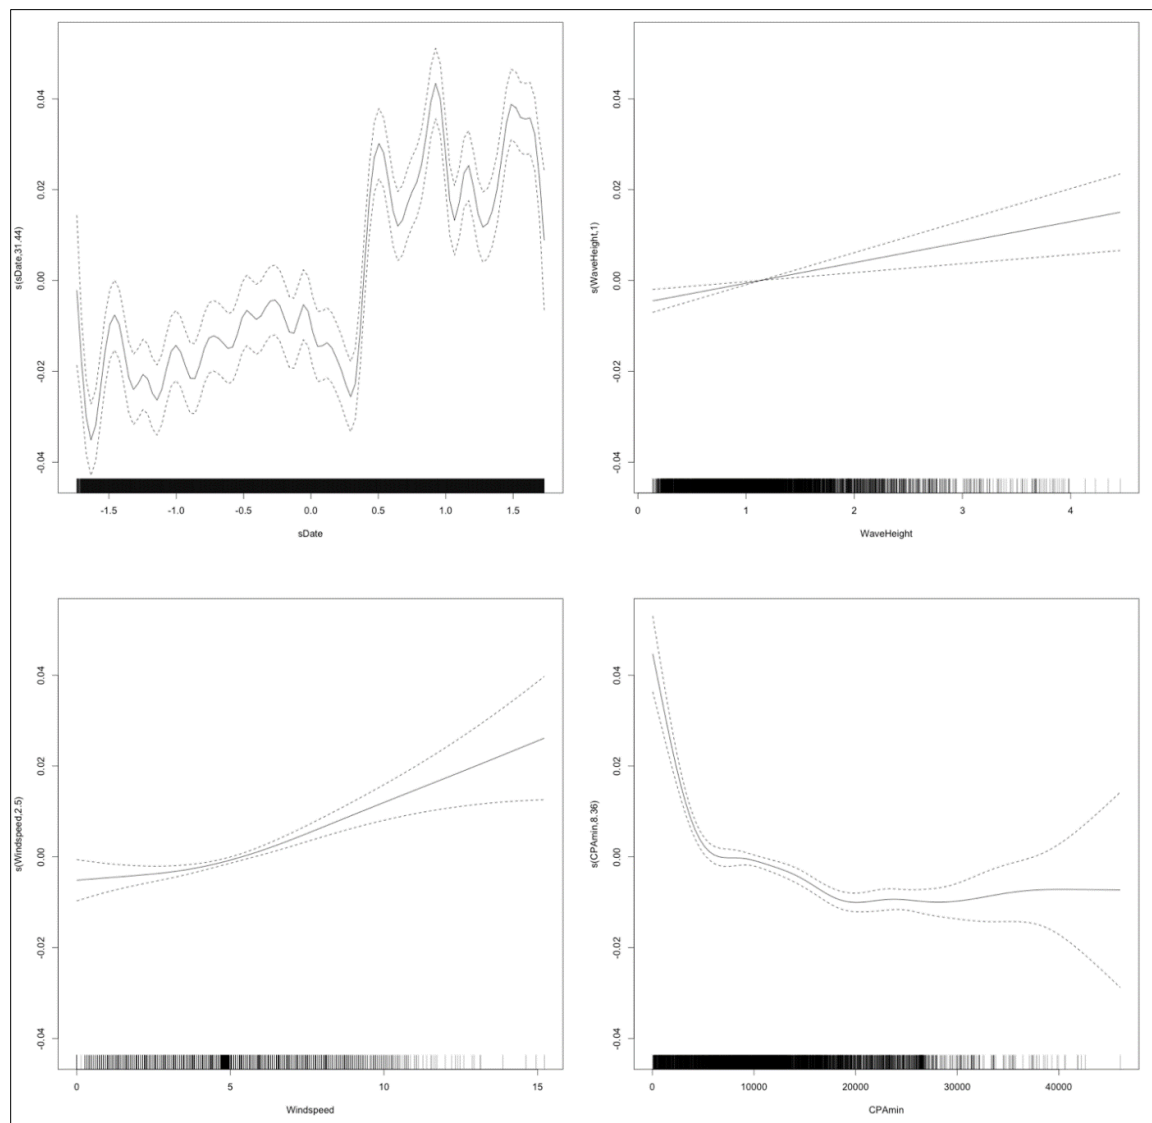 s(sDate,31.44)
0.04
0.02
0.00
-0.02
-0.04
-1.5 -1.0 -0.5 0.0 0.5 1.0 1.5
sDate
s(WaveHeight,1)
0.04
0.02
0.00
-0.02
-0.04
0 1 2 3 4
WaveHeight
s(Windspeed,2.5)
0.04
0.02
0.00
-0.02
-0.04
0 5 10 15
Windspeed
s(CPAmin,8.36)
0.04
0.02
0.00
-0.02
-0.04
0 10000 20000 30000 40000
CPAmin